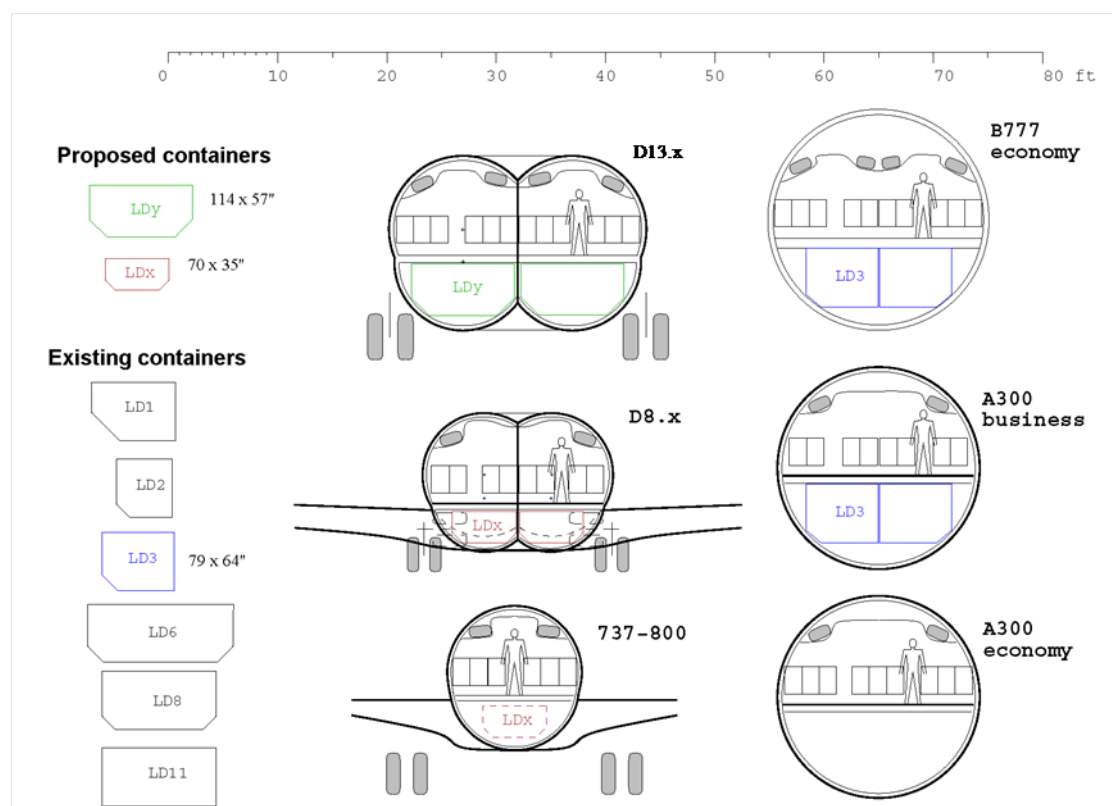 0 10 20 30 40 50 60 70 80 ft
Proposed containers
LDy
114 x 57"
LDx
70 x 35"
Existing containers
LD1
LD2
LD3
79 x 64"
LD6
LD8
LD11
D13.x
LDy
D8.x
LDx
737-800
LDx
B777
economy
LD3
A300
business
LD3
A300
economy